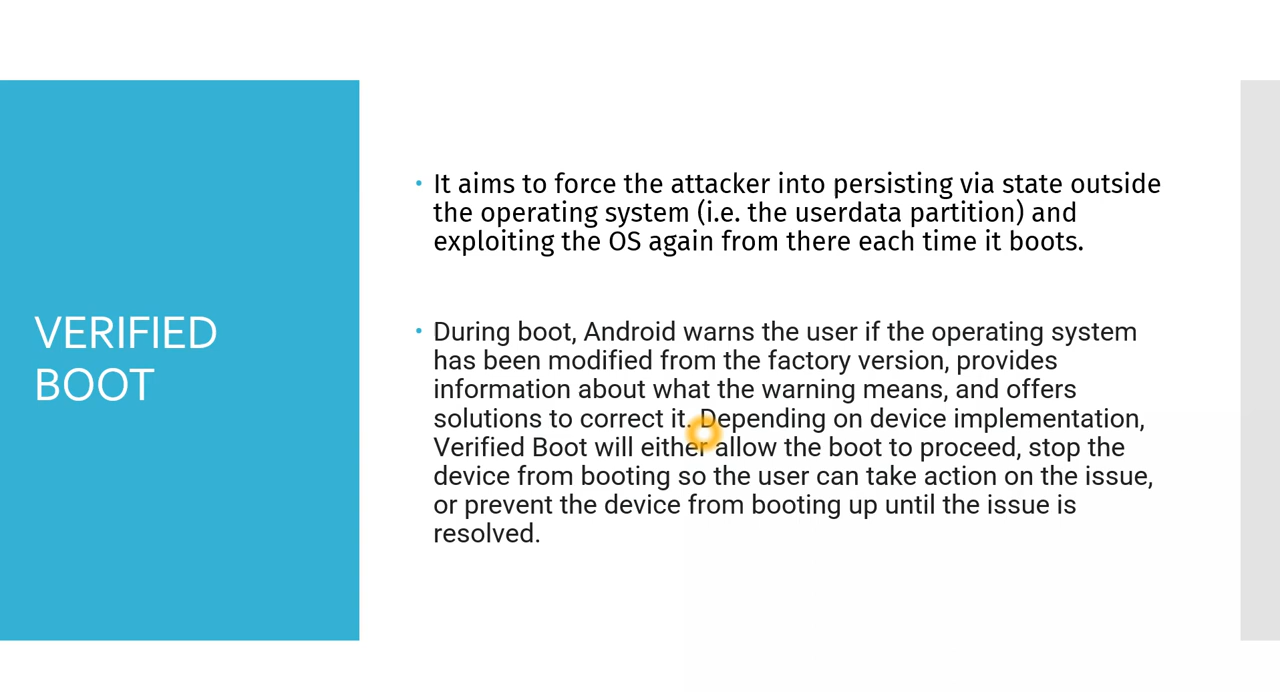 VERIFIED
BOOT
It aims to force the attacker into persisting via state outside
the operating system (i.e. the userdata partition) and
exploiting the OS again from there each time it boots.
During boot, Android warns the user if the operating system
has been modified from the factory version, provides
information about what the warning means, and offers
solutions to correct it. Depending on device implementation,
Verified Boot will either allow the boot to proceed, stop the
device from booting so the user can take action on the issue,
or prevent the device from booting up until the issue is
resolved.